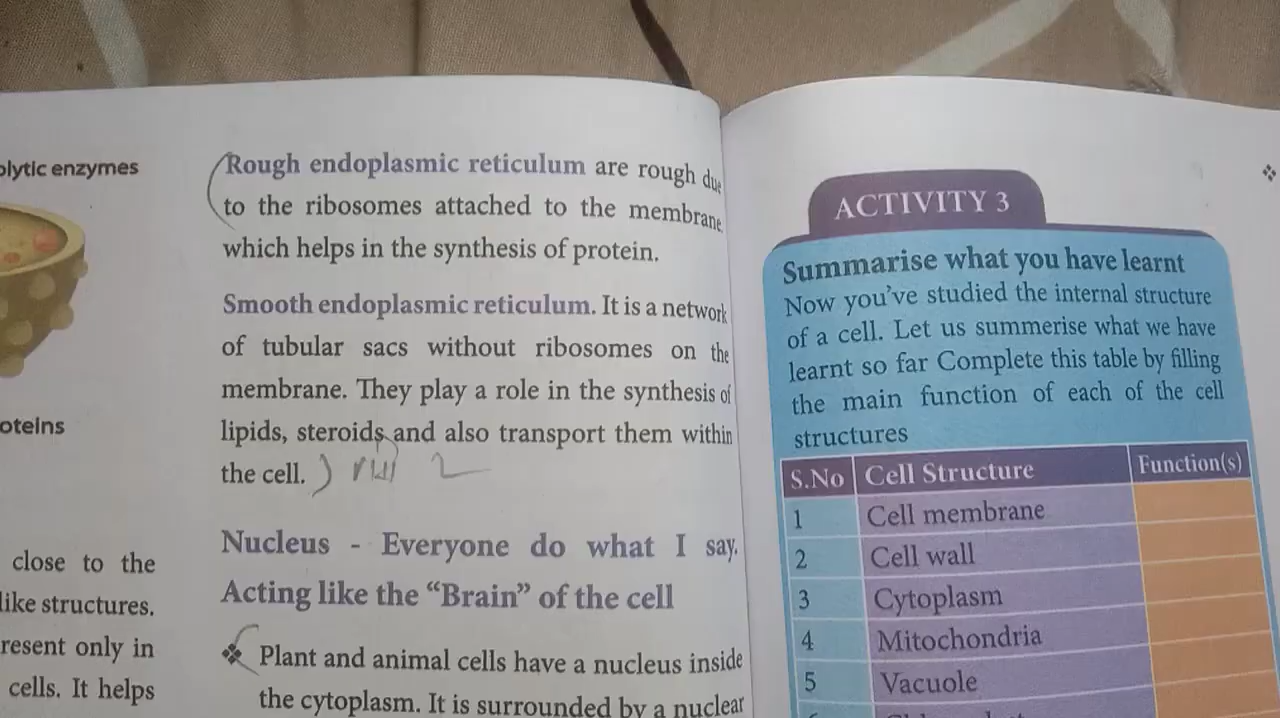 enzymes
close to the
like structures.
only in
cells. It helps
Rough endoplasmic reticulum are rough due
to the ribosomes attached to the membrane
which helps in the synthesis of protein.
Smooth endoplasmic reticulum. It is a network
of tubular sacs without ribosomes on the
membrane. They play a role in the synthesis of
lipids, steroids and also transport them within
the cell.
Nucleus - Everyone do what I say.
Acting like the “Brain” of the cell
❖ Plant and animal cells have a nucleus inside
the cytoplasm. It is surrounded by a nuclear
ACTIVITY 3
Summarise what you have learnt
Now you’ve studied the internal structure
of a cell. Let us summerise what we have
learnt so far Complete this table by filling
the main function of each of the cell
structures
S.No Cell Structure Function(s)
1 Cell membrane
2 Cell wall
3 Cytoplasm
4 Mitochondria
5 Vacuole